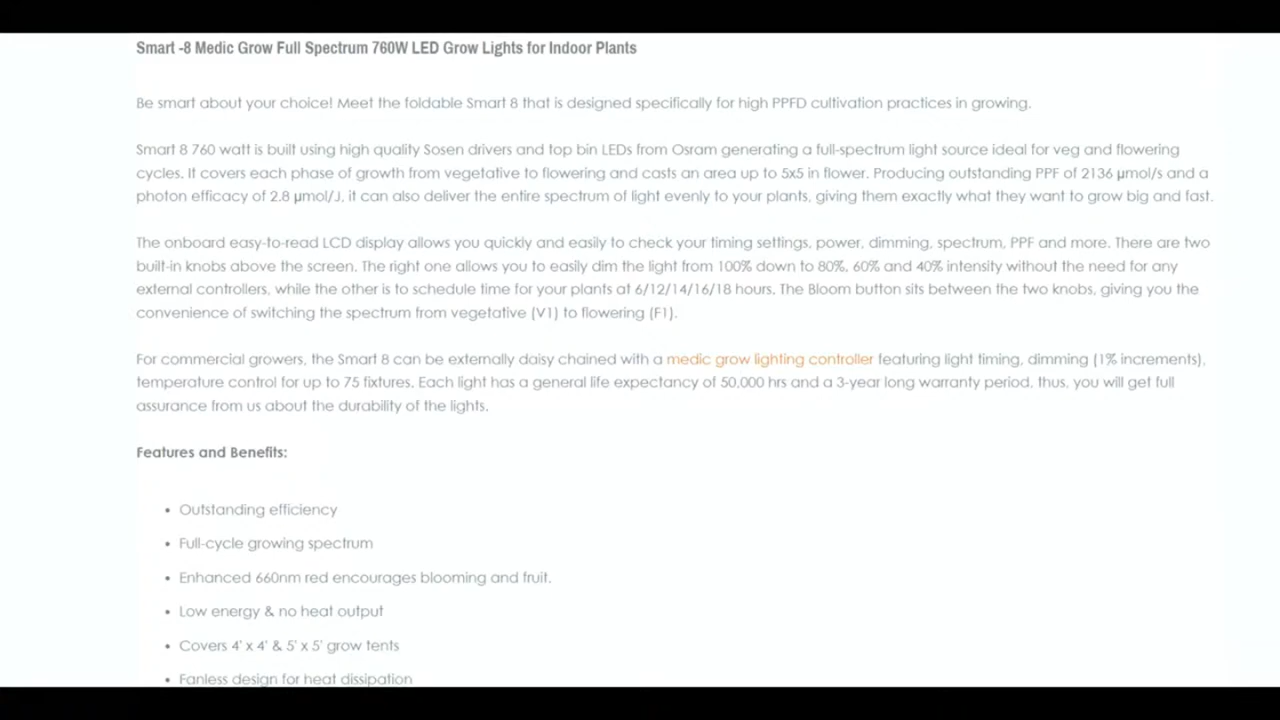 Smart -8 Medic Grow Full Spectrum 760W LED Grow Lights for Indoor Plants
Be smart about your choice! Meet the foldable Smart 8 that is designed specifically for high PPFD cultivation practices in growing.
Smart 8 760 watt is built using high quality Sosen drivers and top bin LEDs from Osram generating a full-spectrum light source ideal for veg and flowering
cycles. It covers each phase of growth from vegetative to flowering and casts an area up to 5x5 in flower. Producing outstanding PPF of 2136 μmol/s and a
photon efficacy of 2.8 μmol/J, it can also deliver the entire spectrum of light evenly to your plants, giving them exactly what they want to grow big and fast.
The onboard easy-to-read LCD display allows you quickly and easily to check your timing settings, power, dimming, spectrum, PPF and more. There are two
built-in knobs above the screen. The right one allows you to easily dim the light from 100% down to 80%, 60% and 40% intensity without the need for any
external controllers, while the other is to schedule time for your plants at 6/12/14/16/18 hours. The Bloom button sits between the two knobs, giving you the
convenience of switching the spectrum from vegetative (V1) to flowering (F1).
For commercial growers, the Smart 8 can be externally daisy chained with a medic grow lighting controller featuring light timing, dimming (1% increments),
temperature control for up to 75 fixtures. Each light has a general life expectancy of 50,000 hrs and a 3-year long warranty period, thus, you will get full
assurance from us about the durability of the lights.
Features and Benefits:
• Outstanding efficiency
• Full-cycle growing spectrum
• Enhanced 660nm red encourages blooming and fruit.
• Low energy & no heat output
• Covers 4' x 4' & 5' x 5' grow tents
• Fanless design for heat dissipation